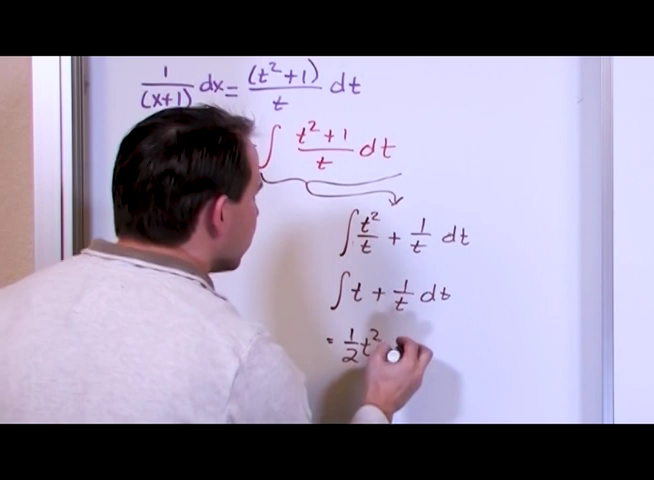 1/(x+1) dx = (t²+1)/t dt
∫ t²+1/t dt
∫ t²/t + 1/t dt
∫ t + 1/t dt
= 1/2 t²